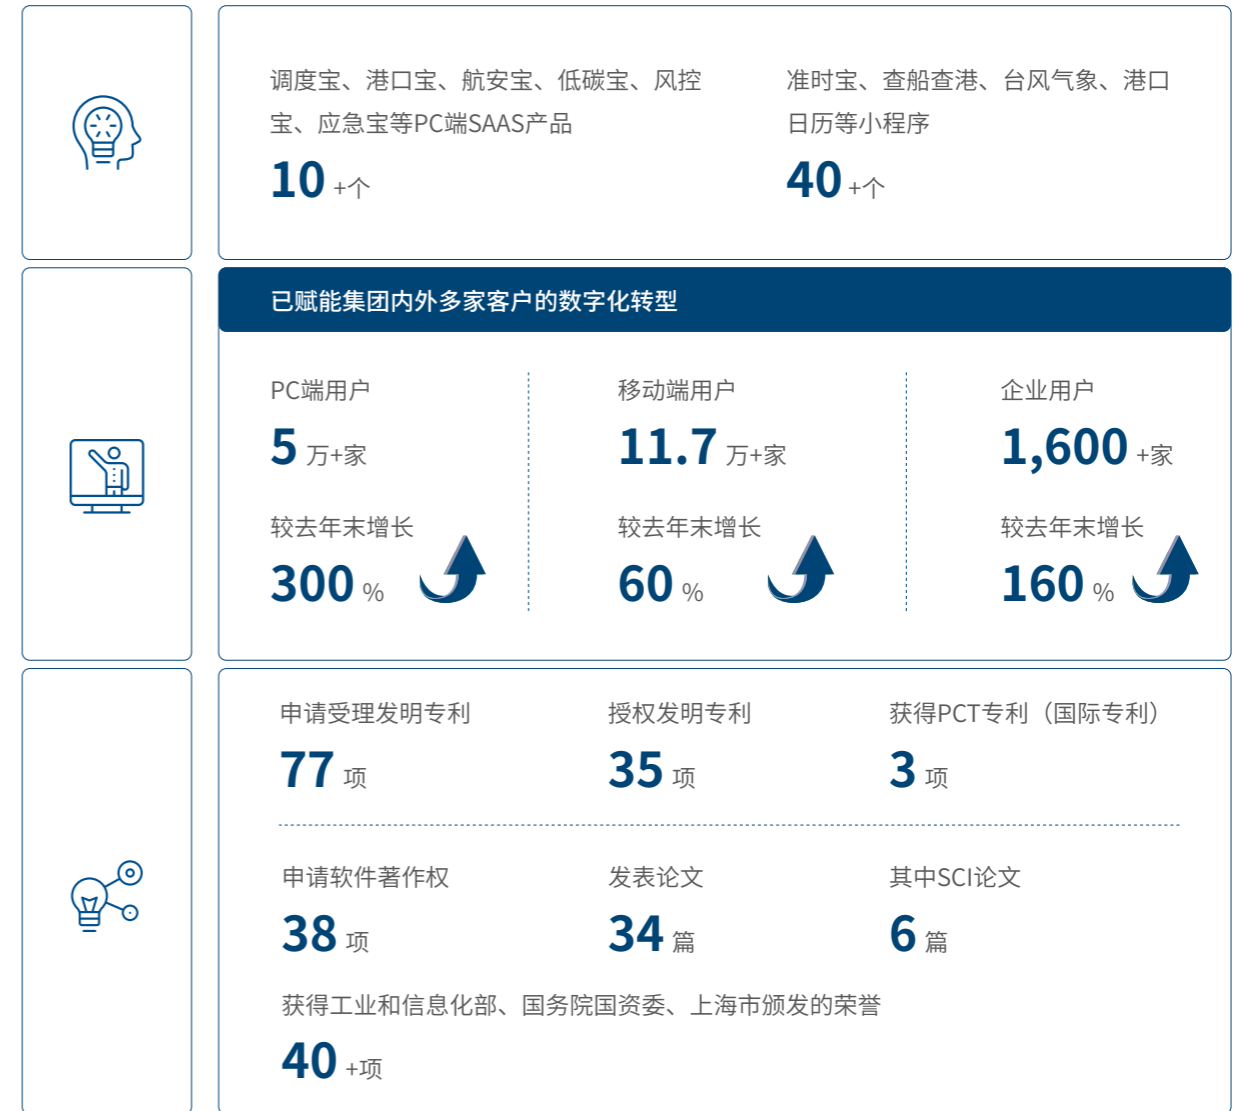 调度宝、港口宝、航安宝、低碳宝、风控
宝、应急宝等PC端SAAS产品
10 +个
准时宝、查船查港、台风气象、港口
日历等小程序
40 +个
已赋能集团内外多家客户的数字化转型
PC端用户
5 万+家
较去年末增长
300 %
移动端用户
11.7 万+家
较去年末增长
60 %
企业用户
1,600 +家
较去年末增长
160 %
申请受理发明专利
77 项
授权发明专利
35 项
获得PCT专利（国际专利）
3 项
申请软件著作权
38 项
发表论文
34 篇
其中SCI论文
6 篇
获得工业和信息化部、国务院国资委、上海市颁发的荣誉
40 +项